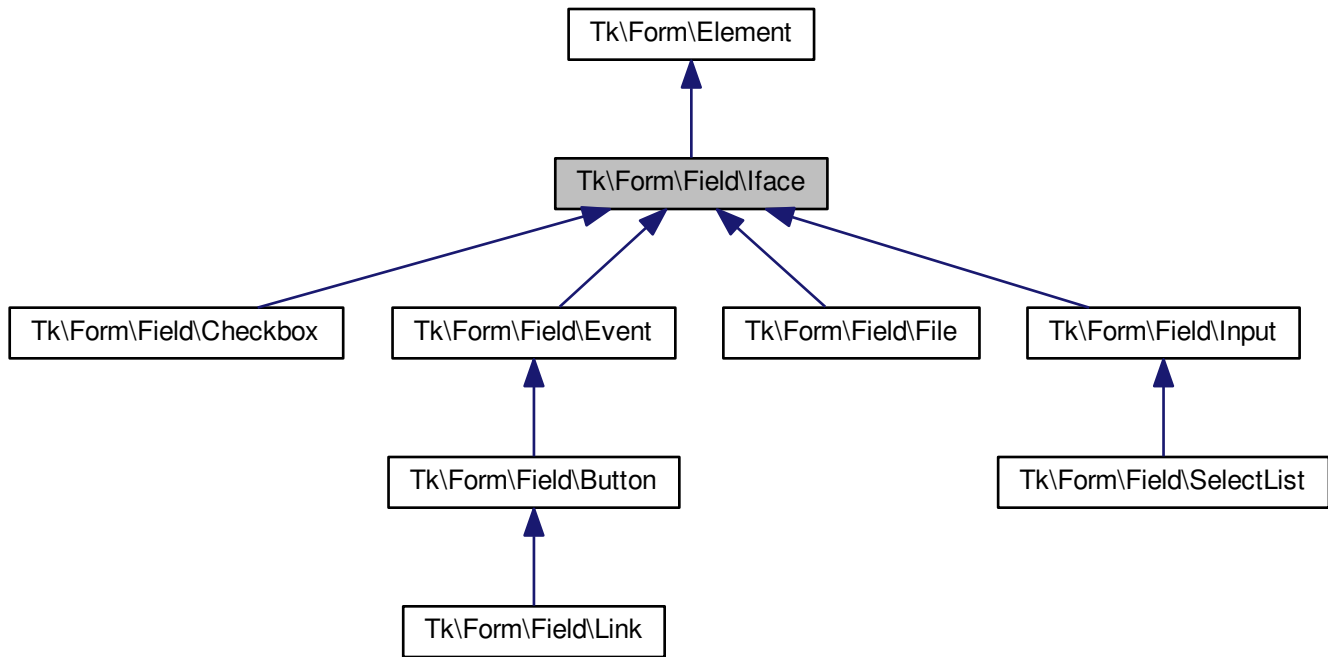 Tk\Form\Element
Tk\Form\Field\Iface
Tk\Form\Field\Checkbox
Tk\Form\Field\Event
Tk\Form\Field\File
Tk\Form\Field\Input
Tk\Form\Field\Button
Tk\Form\Field\SelectList
Tk\Form\Field\Link